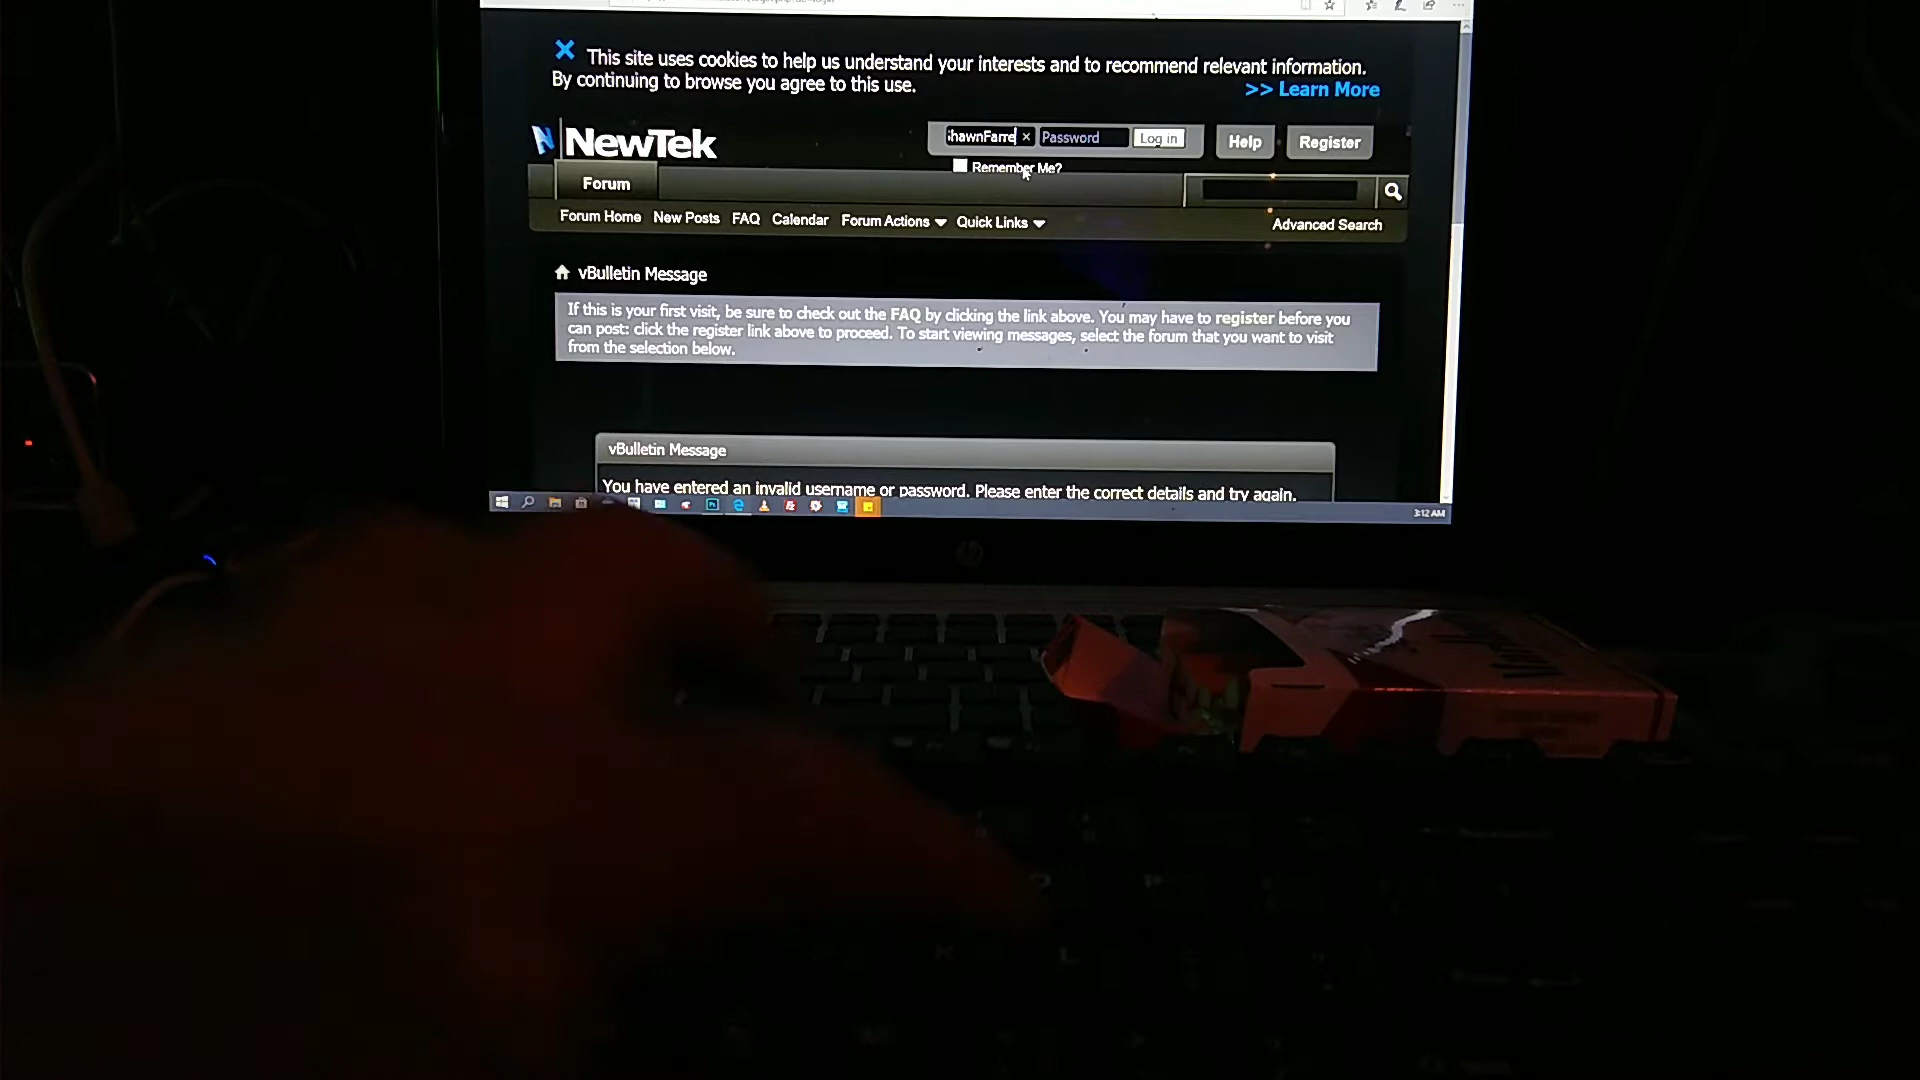 This site uses cookies to help us understand your interests and to recommend relevant information.
By continuing to browse you agree to this use.
>> Learn More
NewTek
hawnFarre × Password Log in Help Register
Remember Me?
Forum
Forum Home New Posts FAQ Calendar Forum Actions Quick Links Advanced Search
vBulletin Message
If this is your first visit, be sure to check out the FAQ by clicking the link above. You may have to register before you
can post: click the register link above to proceed. To start viewing messages, select the forum that you want to visit
from the selection below.
vBulletin Message
You have entered an invalid username or password. Please enter the correct details and try again.
3:12 AM
hp
O P
K L